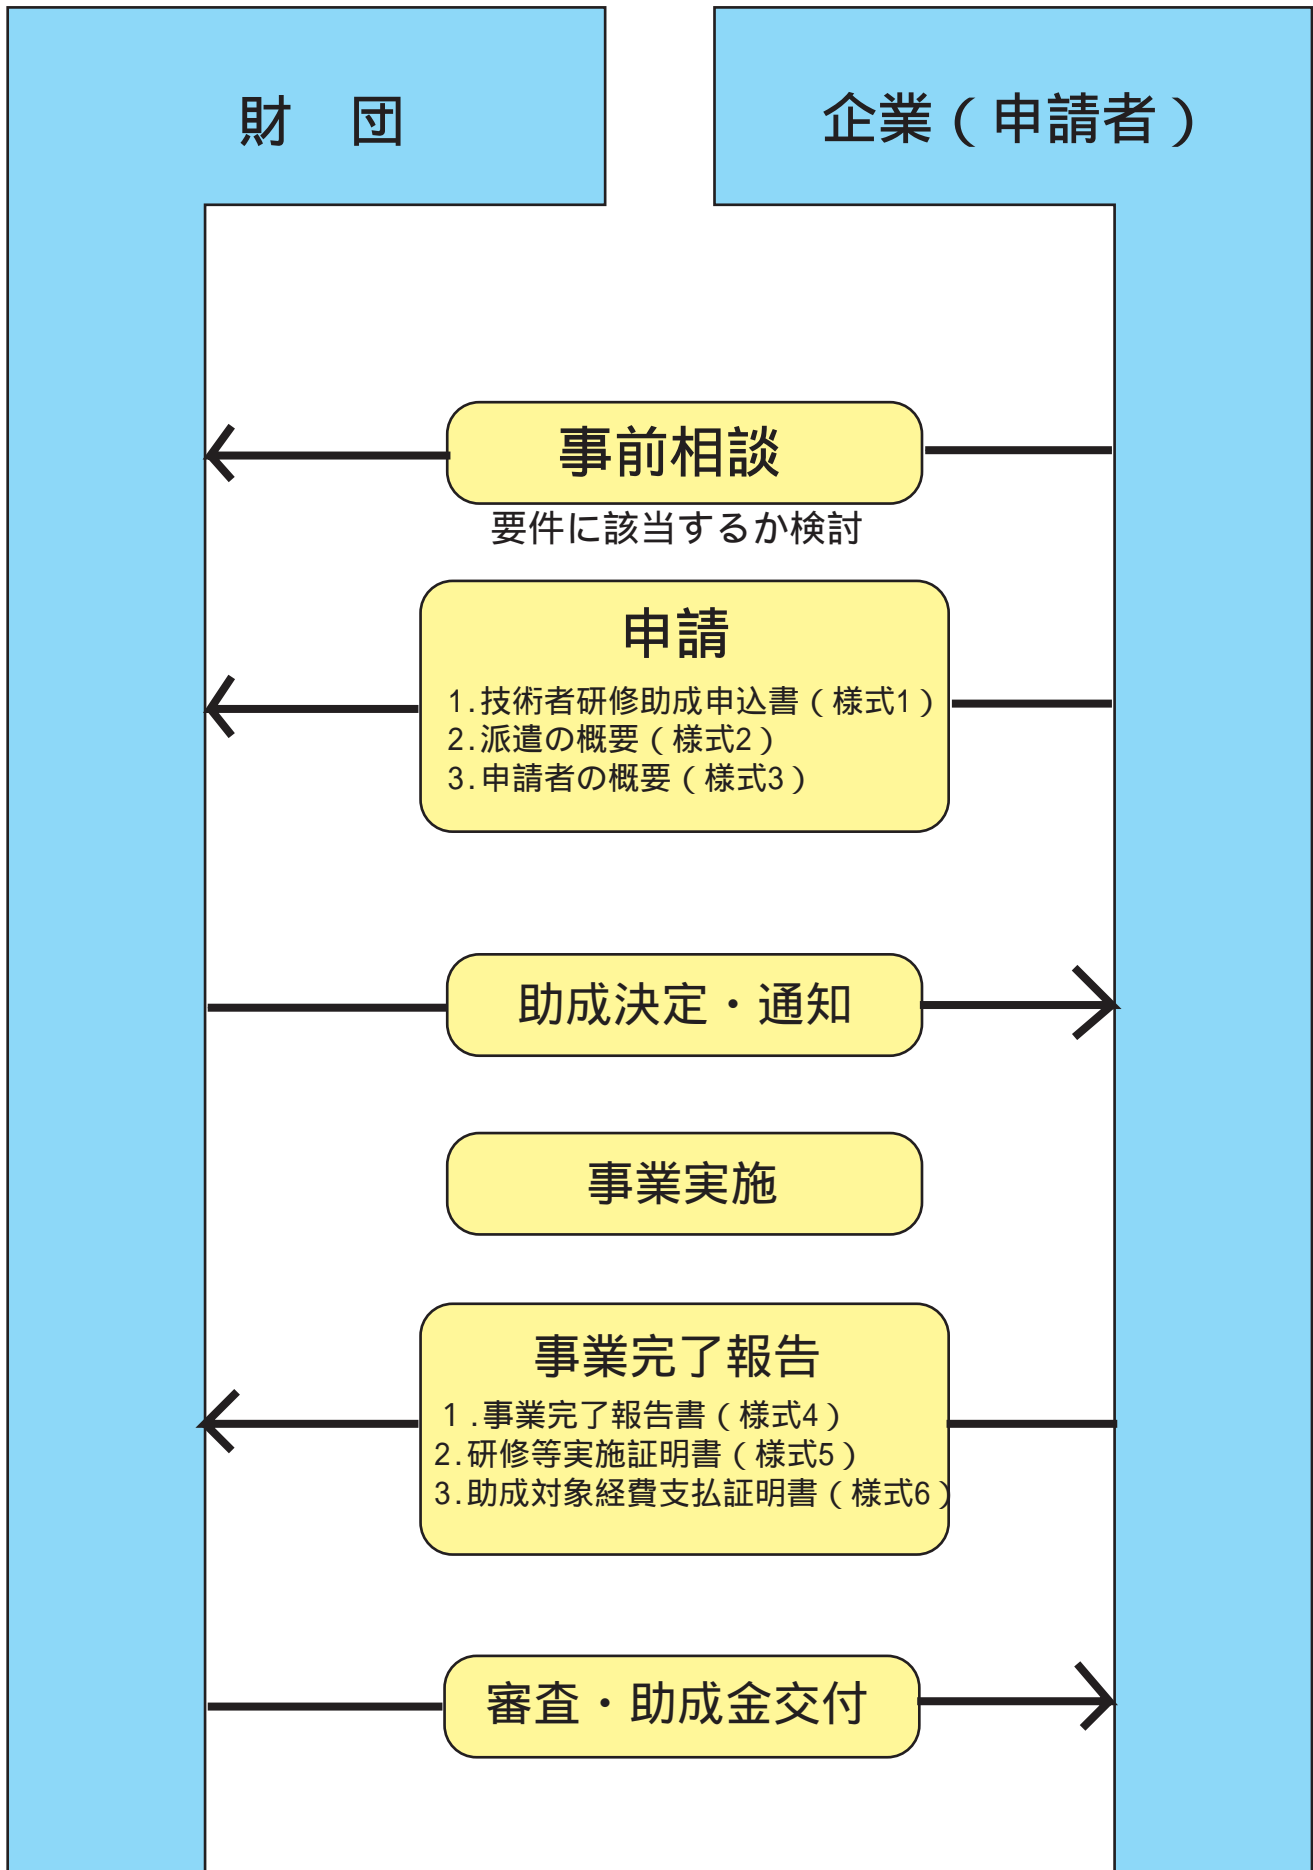 財　団
企業（申請者）
事前相談
要件に該当するか検討
申請
1.技術者研修助成申込書（様式1）
2.派遣の概要（様式2）
3.申請者の概要（様式3）
助成決定・通知
事業実施
事業完了報告
１.事業完了報告書（様式4）
2.研修等実施証明書（様式5）
3.助成対象経費支払証明書（様式6）
審査・助成金交付